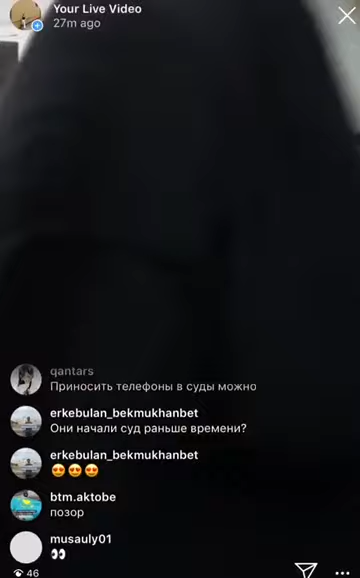 Your Live Video
27m ago
qantars
Приносить телефоны в суды можно
erkebulan_bekmukhanbet
Они начали суд раньше времени?
erkebulan_bekmukhanbet
😍😍😍
btm.aktobe
позор
musauly01
👀
46